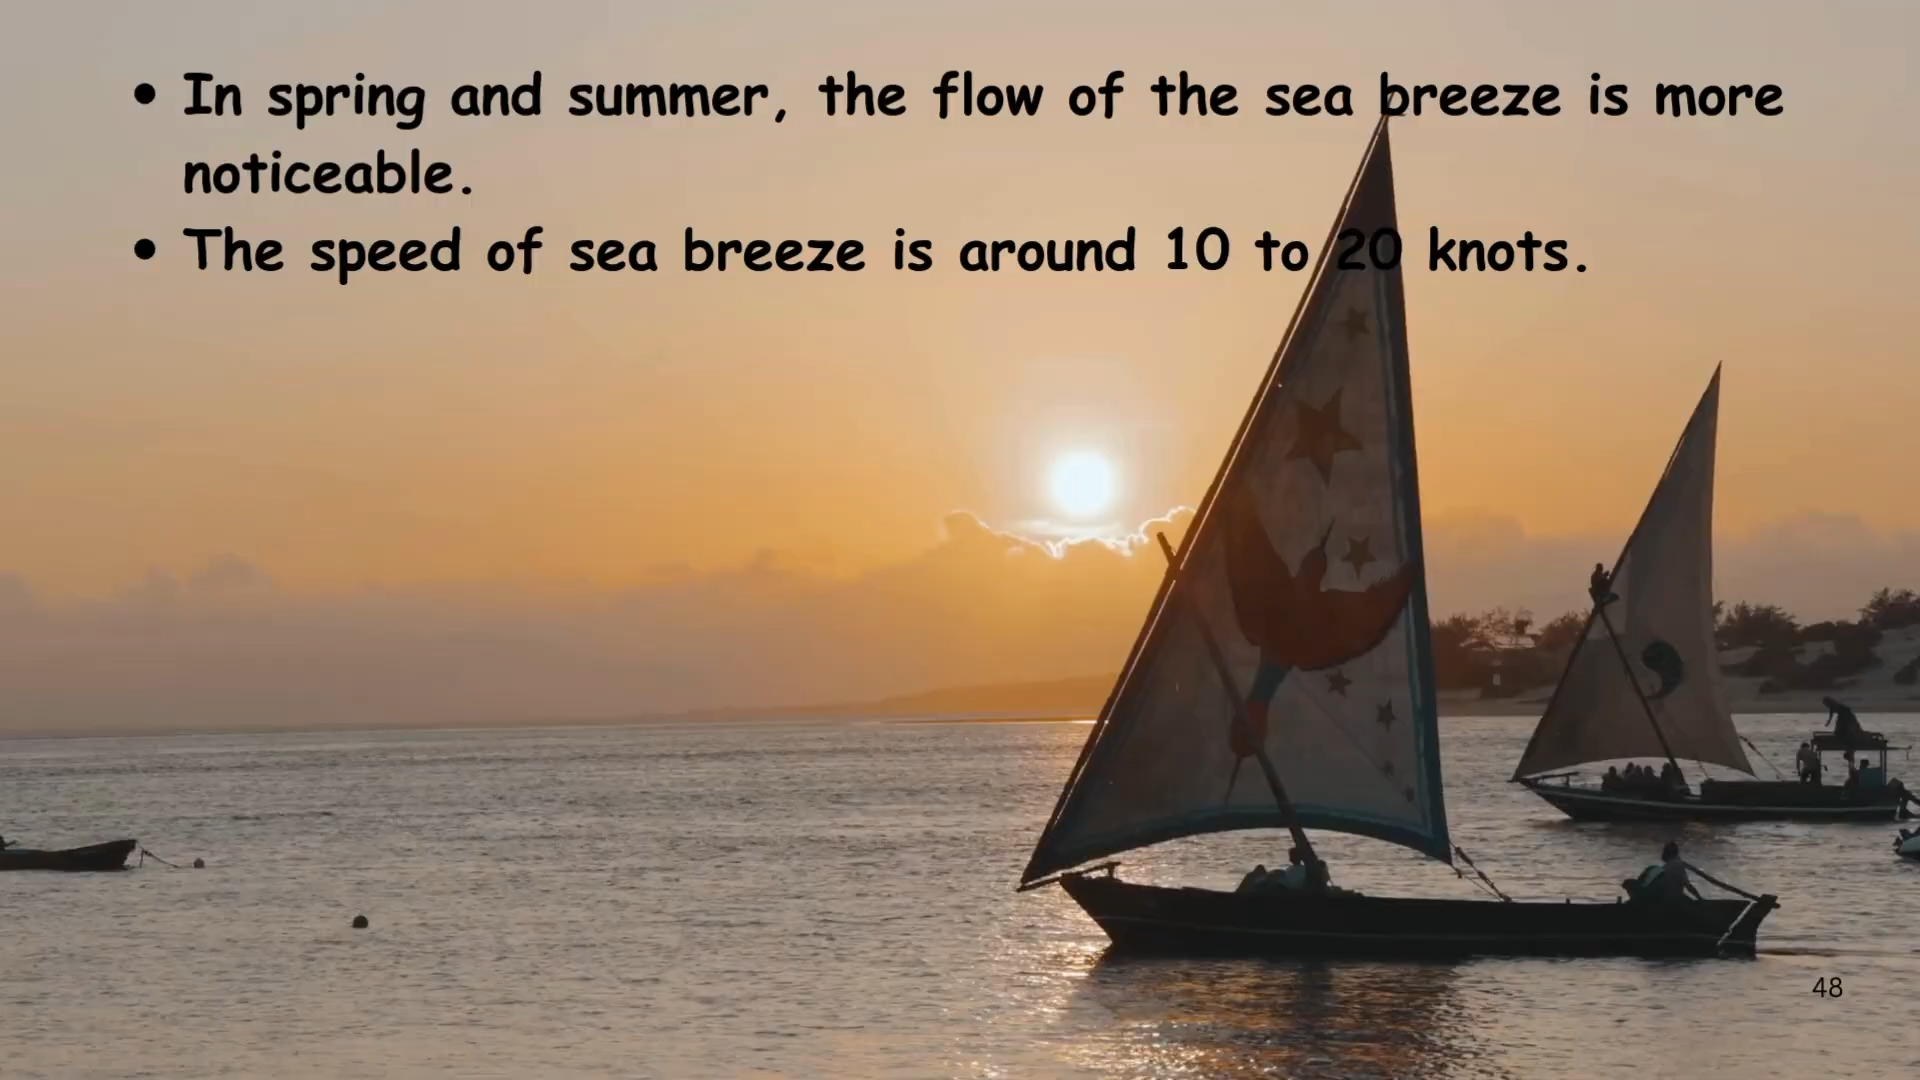 • In spring and summer, the flow of the sea breeze is more
noticeable.
• The speed of sea breeze is around 10 to 20 knots.
48